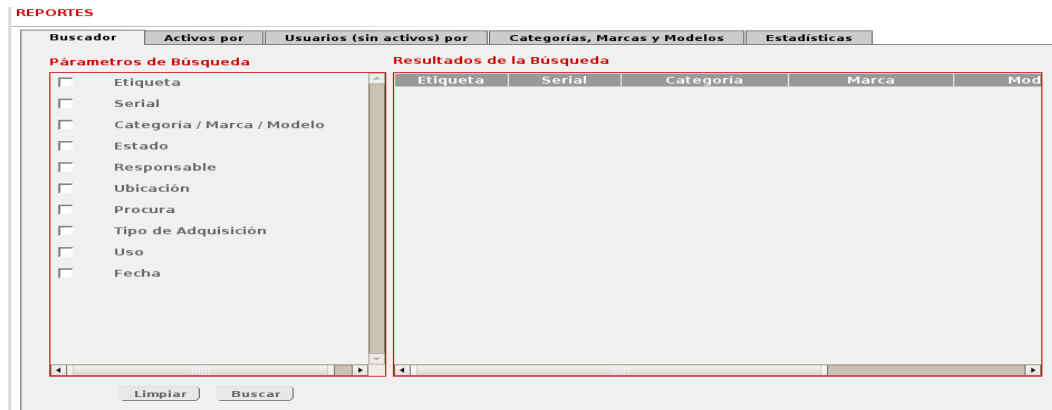 REPORTES
Buscador Activos por Usuarios (sin activos) por Categorías, Marcas y Modelos Estadísticas
Párametros de Búsqueda
Etiqueta
Serial
Categoría / Marca / Modelo
Estado
Responsable
Ubicación
Procura
Tipo de Adquisición
Uso
Fecha
Limpiar Buscar
Resultados de la Búsqueda
Etiqueta Serial Categoría Marca Mod